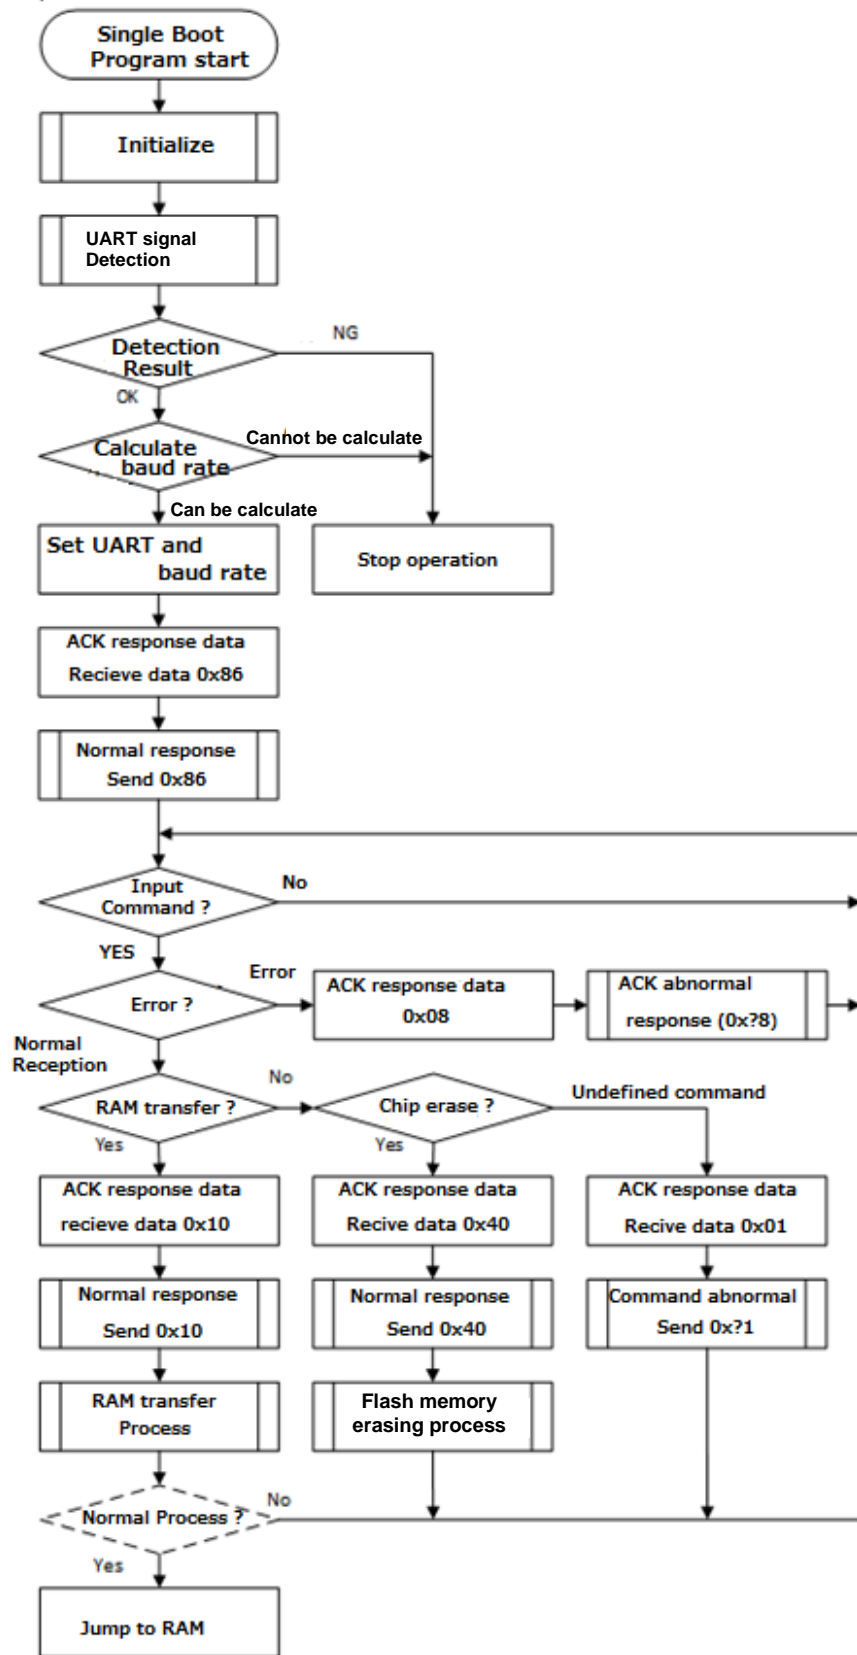 Single Boot
Program start
Initialize
UART signal
Detection
Detection
Result
NG
OK
Calculate
baud rate
Cannot be calculate
Can be calculate
Set UART and
baud rate
Stop operation
ACK response data
Recieve data 0x86
Normal response
Send 0x86
Input
Command ?
No
YES
Error ?
Error
ACK response data
0x08
ACK abnormal
response (0x?8)
Normal
Reception
RAM transfer ?
No
Chip erase ?
Undefined command
Yes
Yes
ACK response data
recieve data 0x10
ACK response data
Recive data 0x40
ACK response data
Recive data 0x01
Normal response
Send 0x10
Normal response
Send 0x40
Command abnormal
Send 0x?1
RAM transfer
Process
Flash memory
erasing process
Normal Process ?
No
Yes
Jump to RAM